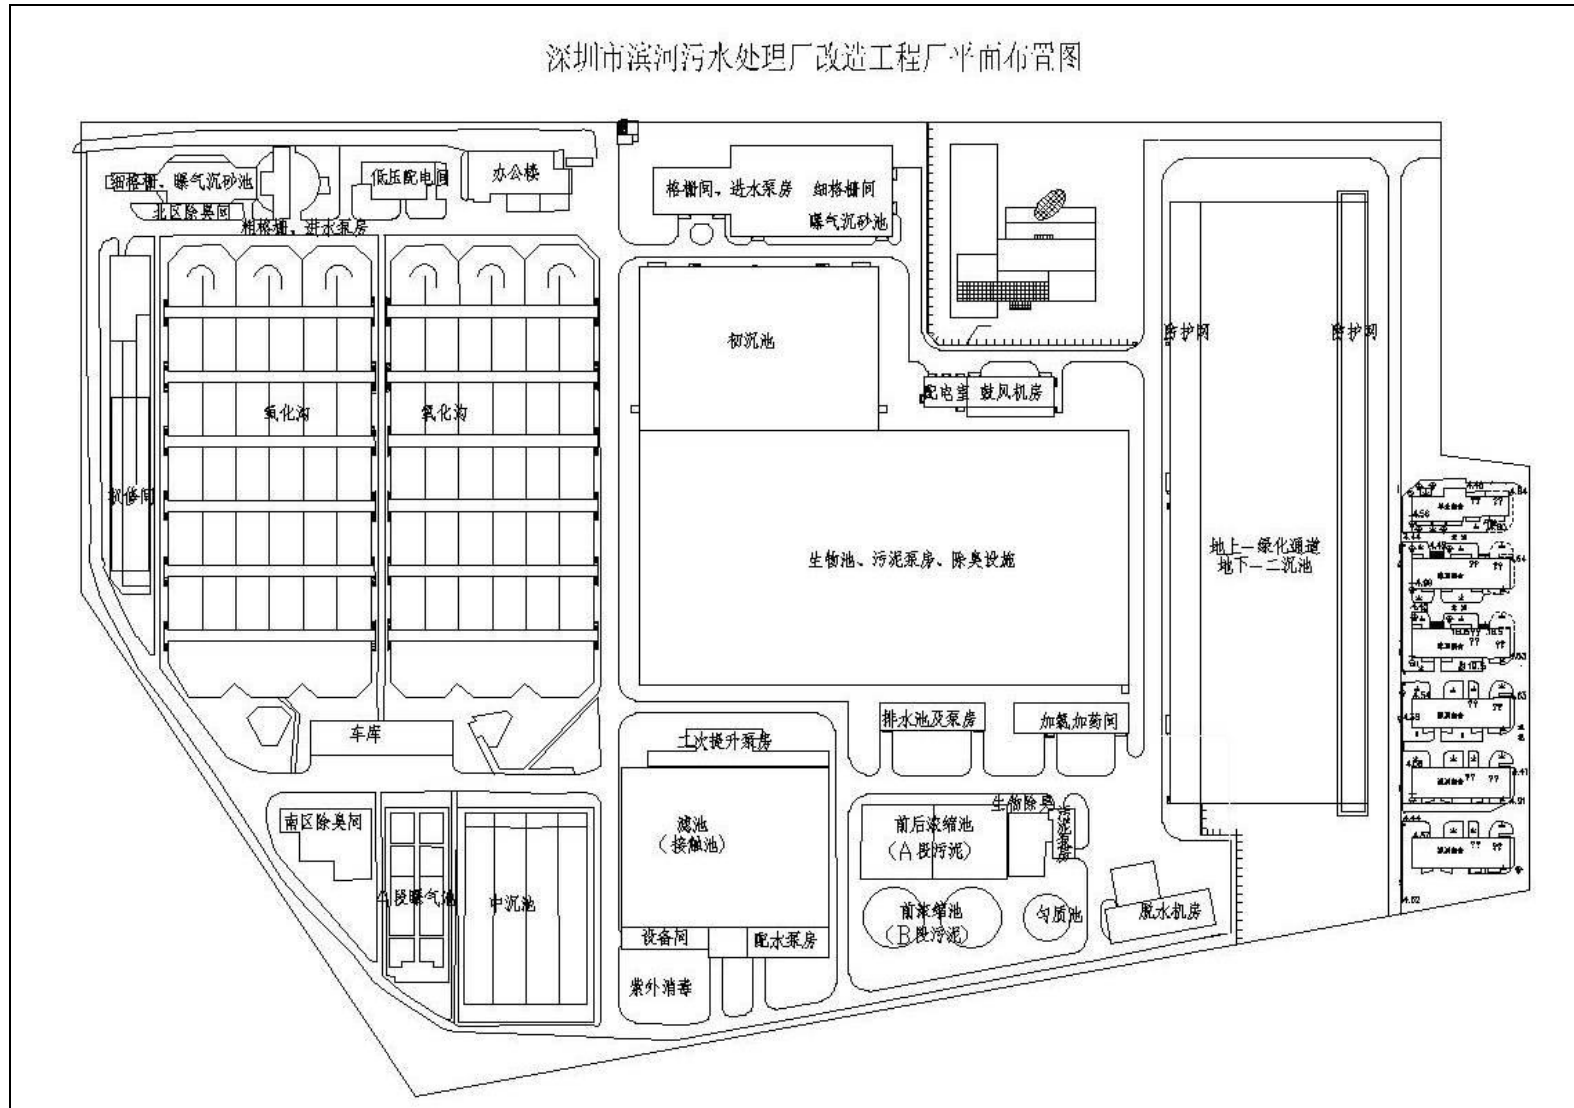 深圳市滨河污水处理厂改造工程厂平面布置图
细格栅、曝气沉砂池
低压配电间
办公楼
格栅间、进水泵房
细格栅间
曝气沉砂池
北区除臭间
粗格栅、进水泵房
初沉池
防护网
防护网
氧化沟
氧化沟
配电室
鼓风机房
机修间
生物池、污泥泵房、除臭设施
地上—绿化通道
地下—二沉池
车库
二次提升泵房
排水池及泵房
加氯加药间
南区除臭间
滤池
（接触池）
前后浓缩池
（A段污泥）
生物除臭
污泥泵房
A段曝气池
中沉池
前浓缩池
（B段污泥）
匀质池
脱水机房
设备间
配水泵房
紫外消毒